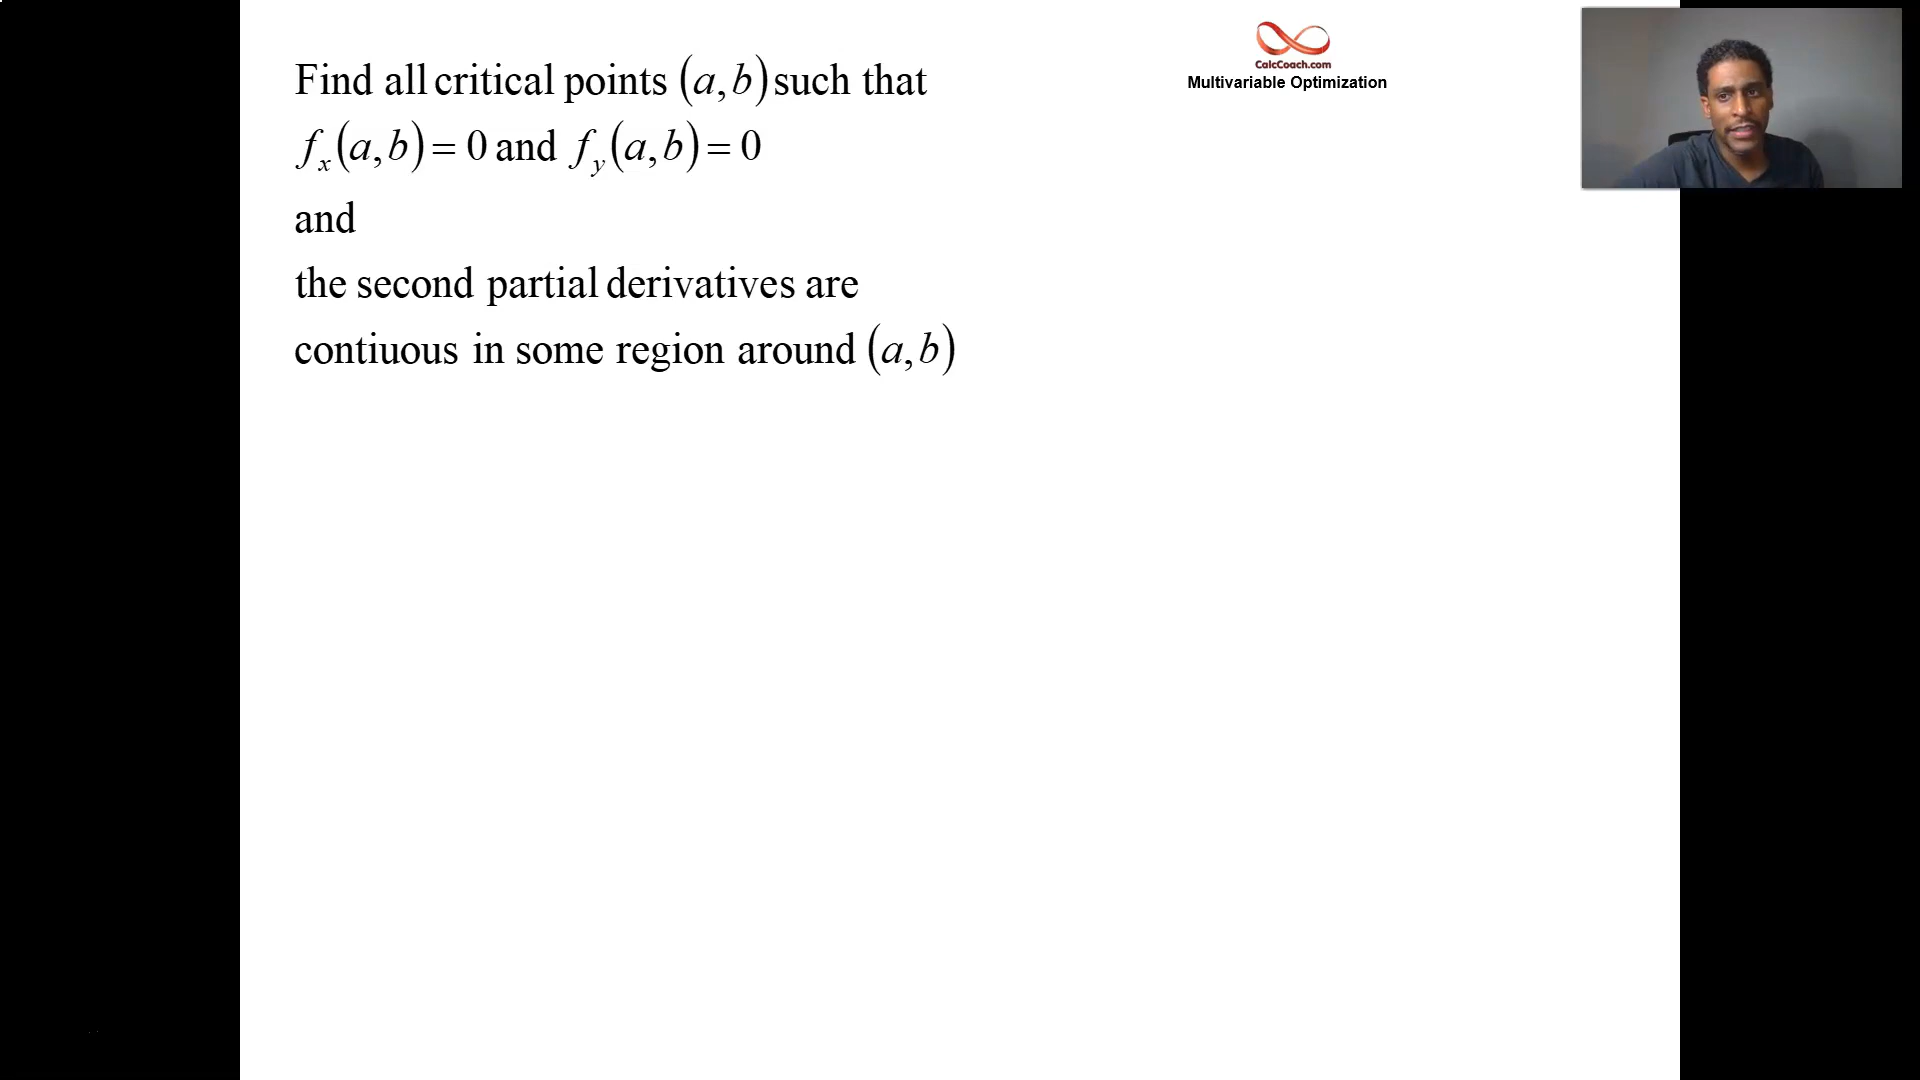 Find all critical points (a,b) such that
f_x(a,b) = 0 and f_y(a,b) = 0
and
the second partial derivatives are
contiuous in some region around (a,b)
CalcCoach.com
Multivariable Optimization